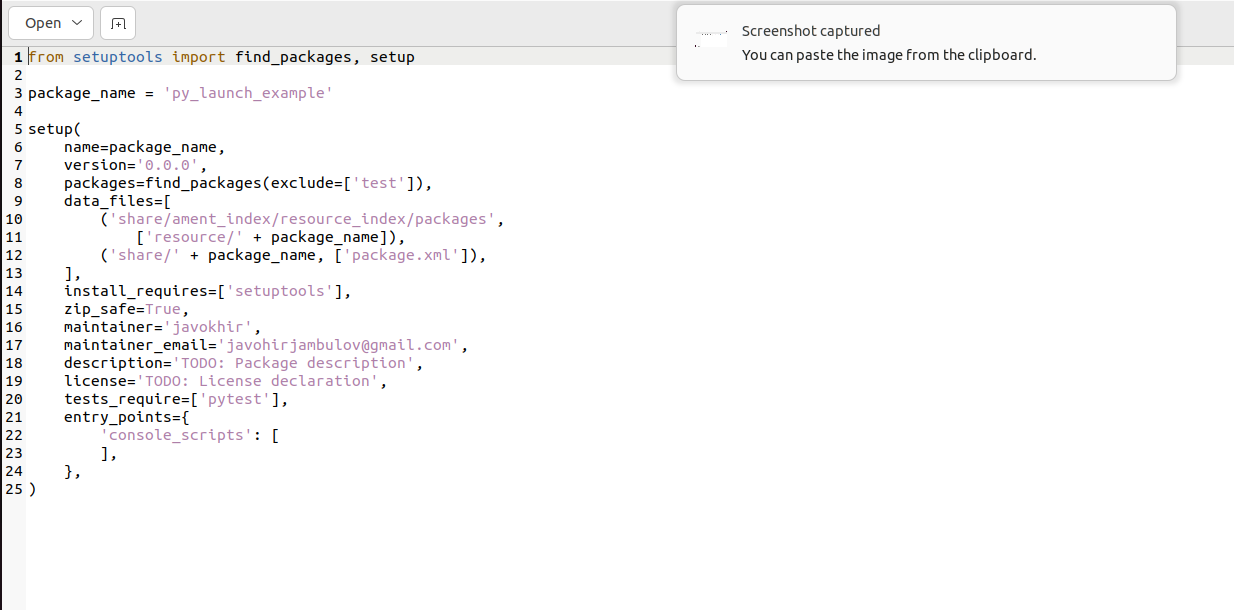 Open
Screenshot captured
You can paste the image from the clipboard.
1 from setuptools import find_packages, setup
2
3 package_name = 'py_launch_example'
4
5 setup(
6     name=package_name,
7     version='0.0.0',
8     packages=find_packages(exclude=['test']),
9     data_files=[
10         ('share/ament_index/resource_index/packages',
11             ['resource/' + package_name]),
12         ('share/' + package_name, ['package.xml']),
13     ],
14     install_requires=['setuptools'],
15     zip_safe=True,
16     maintainer='javokhir',
17     maintainer_email='javohirjambulov@gmail.com',
18     description='TODO: Package description',
19     license='TODO: License declaration',
20     tests_require=['pytest'],
21     entry_points={
22         'console_scripts': [
23         ],
24     },
25 )